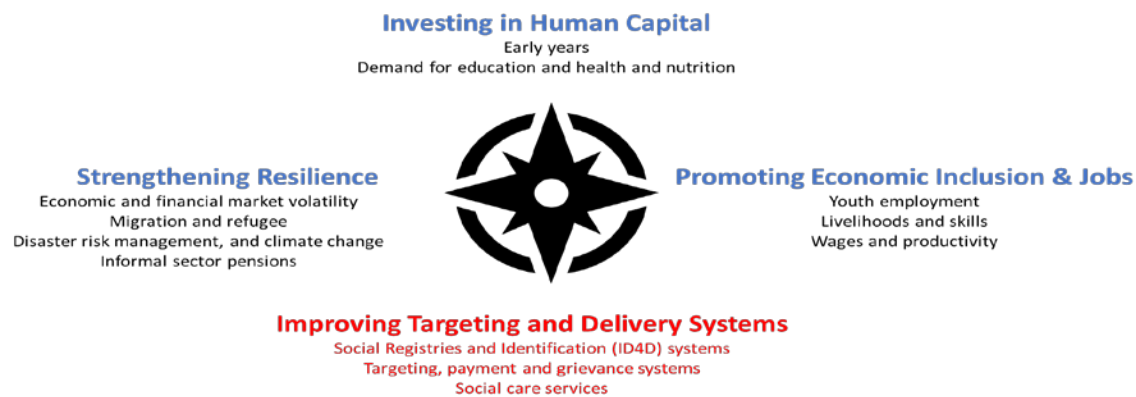 Investing in Human Capital
Early years
Demand for education and health and nutrition
Strengthening Resilience
Economic and financial market volatility
Migration and refugee
Disaster risk management, and climate change
Informal sector pensions
Promoting Economic Inclusion & Jobs
Youth employment
Livelihoods and skills
Wages and productivity
Improving Targeting and Delivery Systems
Social Registries and Identification (ID4D) systems
Targeting, payment and grievance systems
Social care services